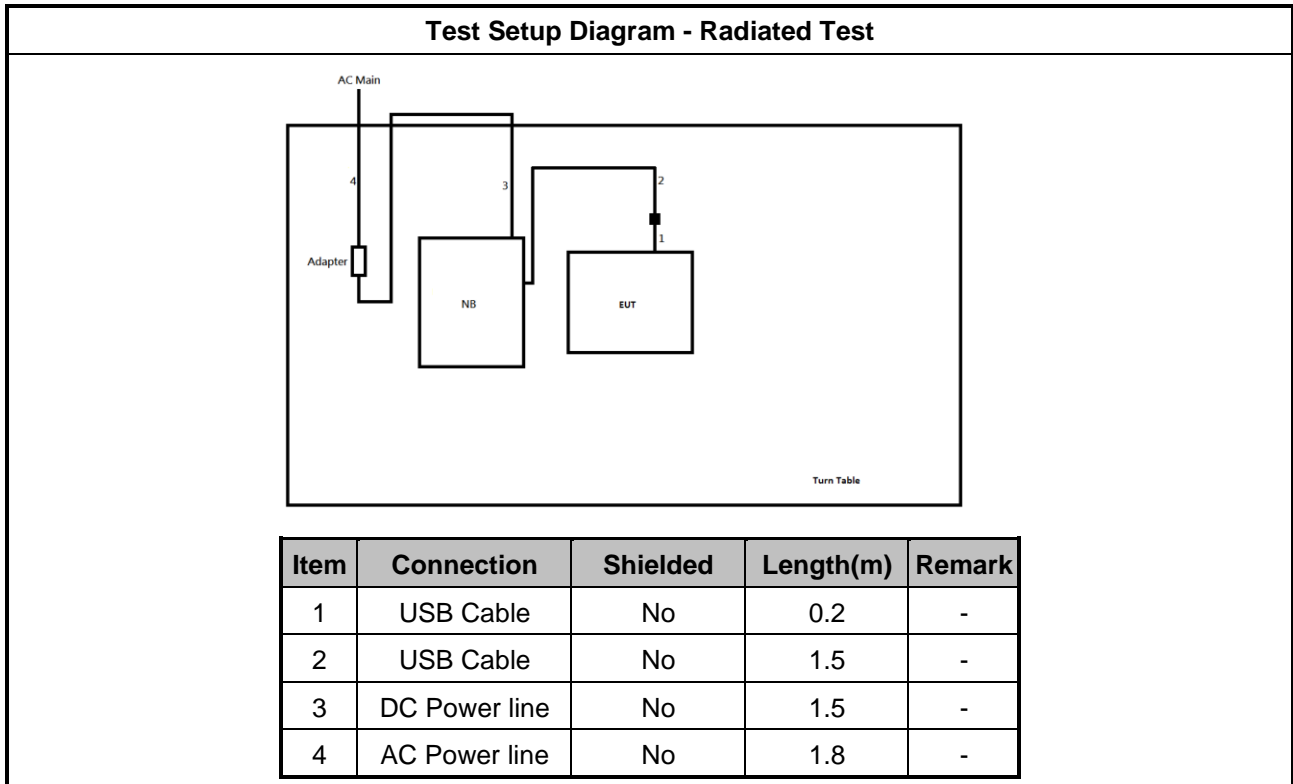 Test Setup Diagram - Radiated Test
AC Main
4
3
2
1
Adapter
NB
EUT
Turn Table
Item Connection Shielded Length(m) Remark
1 USB Cable No 0.2 -
2 USB Cable No 1.5 -
3 DC Power line No 1.5 -
4 AC Power line No 1.8 -